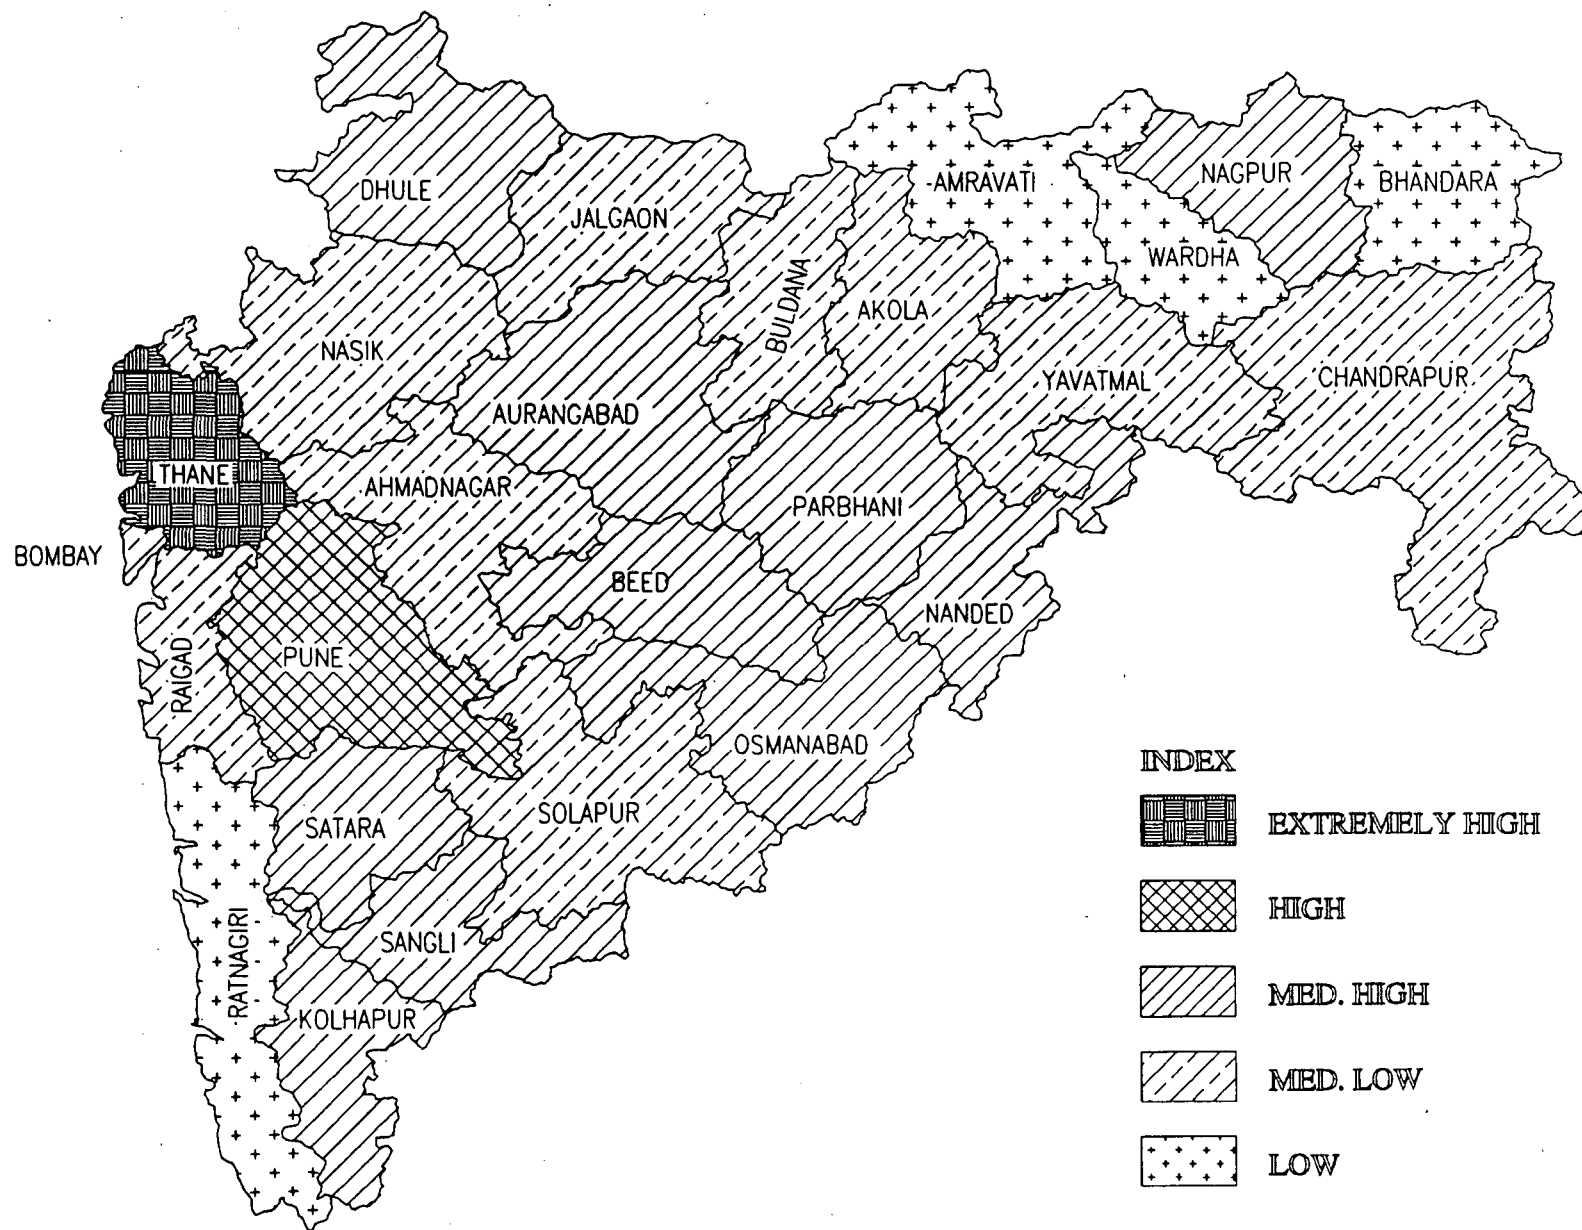 DHULE
JALGAON
AMRAVATI
NAGPUR
BHANDARA
WARDHA
BULDANA
AKOLA
NASIK
YAVATMAL
CHANDRAPUR
AURANGABAD
THANE
AHMADNAGAR
PARBHANI
BOMBAY
BEED
NANDED
PUNE
RAIGAD
OSMANABAD
SATARA
SOLAPUR
SANGLI
RATNAGIRI
KOLHAPUR
INDEX
EXTREMELY HIGH
HIGH
MED. HIGH
MED. LOW
LOW